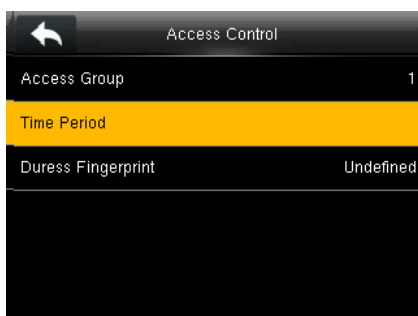 Access Control
Access Group 1
Time Period
Duress Fingerprint Undefined